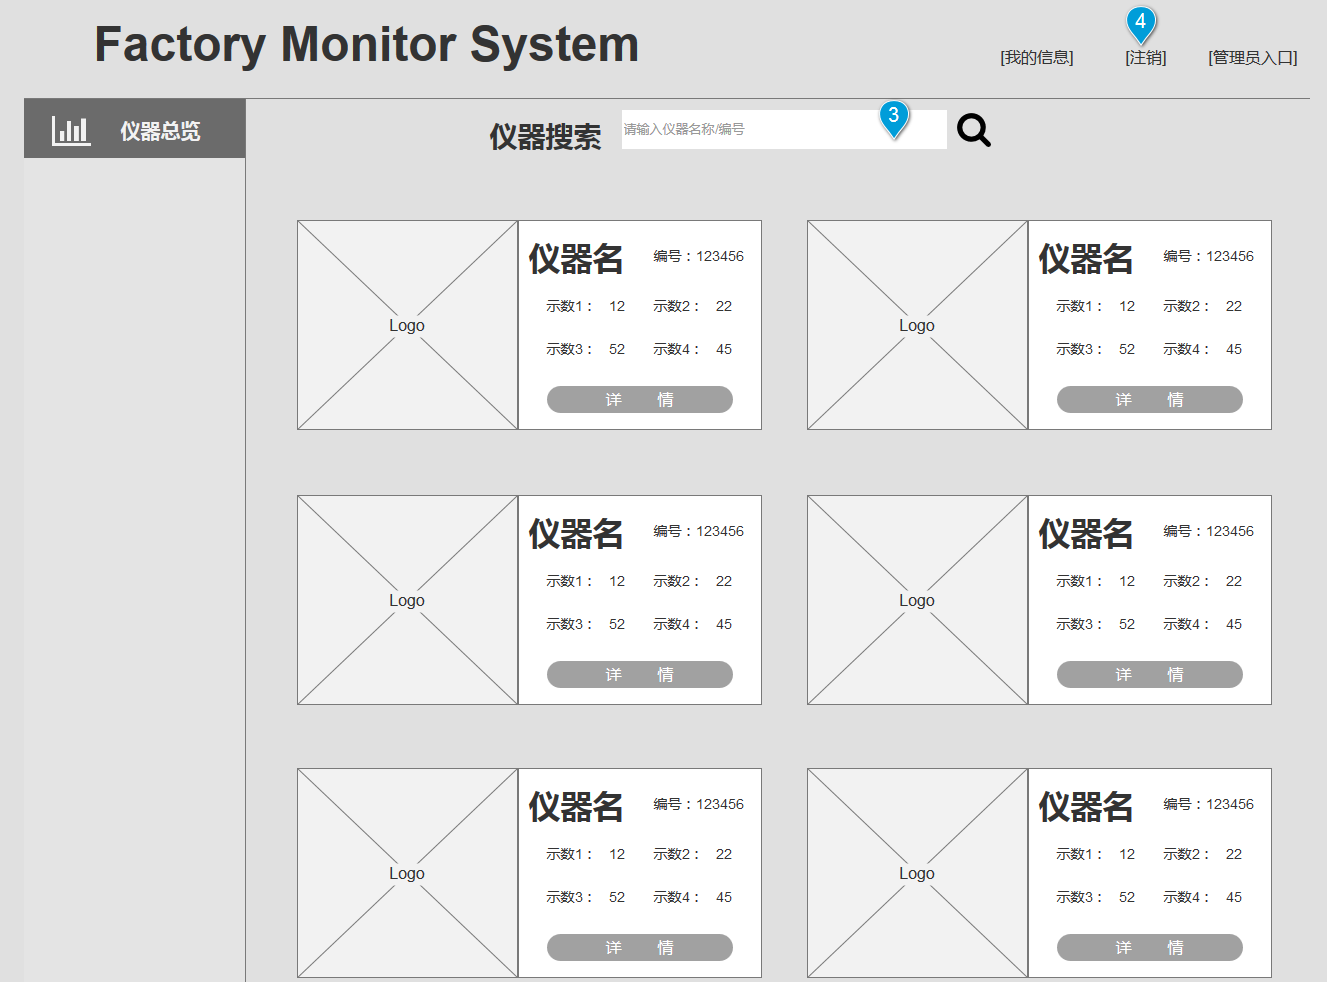 Factory Monitor System
4
[我的信息] [注销] [管理员入口]
仪器总览
仪器搜索 请输入仪器名称/编号 3
Logo
仪器名 编号：123456
示数1： 12 示数2： 22
示数3： 52 示数4： 45
详 情
Logo
仪器名 编号：123456
示数1： 12 示数2： 22
示数3： 52 示数4： 45
详 情
Logo
仪器名 编号：123456
示数1： 12 示数2： 22
示数3： 52 示数4： 45
详 情
Logo
仪器名 编号：123456
示数1： 12 示数2： 22
示数3： 52 示数4： 45
详 情
Logo
仪器名 编号：123456
示数1： 12 示数2： 22
示数3： 52 示数4： 45
详 情
Logo
仪器名 编号：123456
示数1： 12 示数2： 22
示数3： 52 示数4： 45
详 情